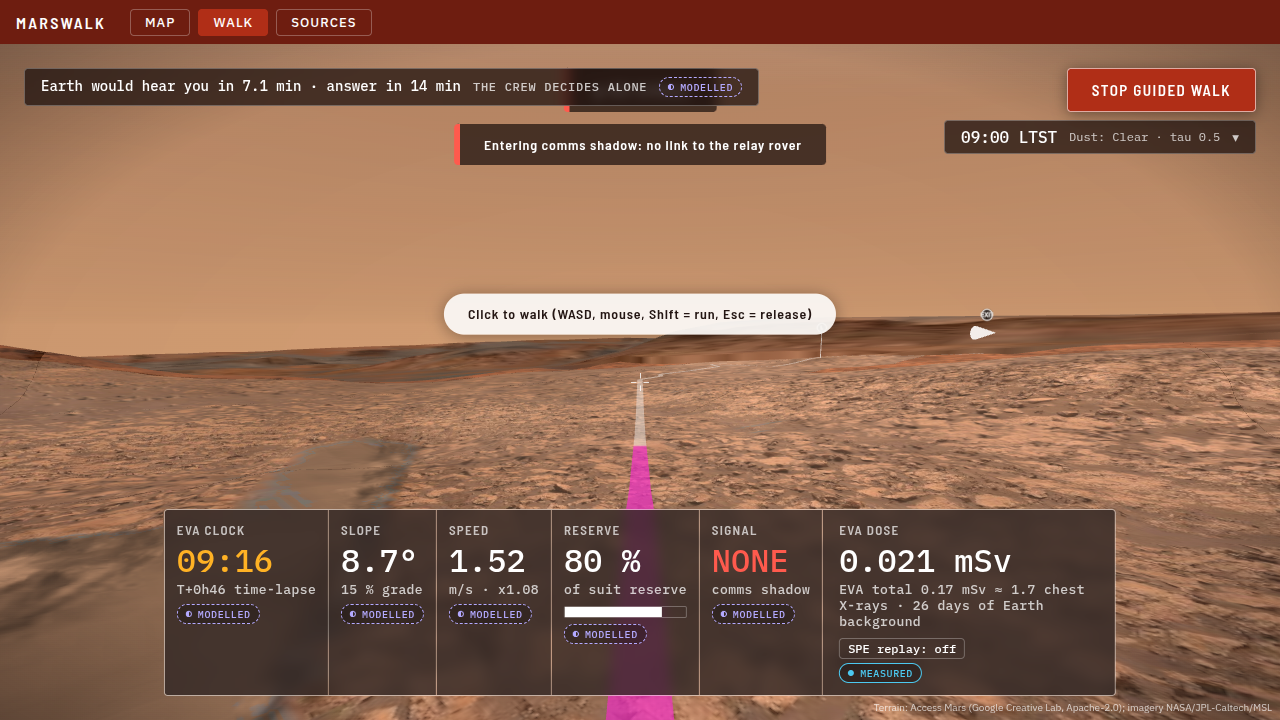 MARSWALK
MAP
WALK
SOURCES
Earth would hear you in 7.1 min · answer in 14 min THE CREW DECIDES ALONE MODELLED
STOP GUIDED WALK
09:00 LTST Dust: Clear · tau 0.5 ▼
Entering comms shadow: no link to the relay rover
Click to walk (WASD, mouse, Shift = run, Esc = release)
EVA CLOCK
09:16
T+0h46 time-lapse
MODELLED
SLOPE
8.7°
15 % grade
MODELLED
SPEED
1.52
m/s · x1.08
MODELLED
RESERVE
80 %
of suit reserve
MODELLED
SIGNAL
NONE
comms shadow
MODELLED
EVA DOSE
0.021 mSv
EVA total 0.17 mSv ≈ 1.7 chest
X-rays · 26 days of Earth
background
SPE replay: off
MEASURED
Terrain: Access Mars (Google Creative Lab, Apache-2.0); imagery NASA/JPL-Caltech/MSL